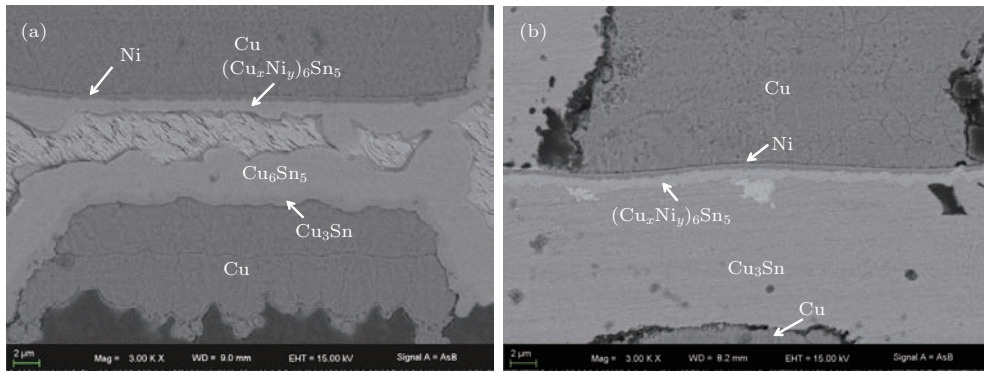 (a)
Ni
Cu
(CuₓNiᵧ)₆Sn₅
Cu₆Sn₅
Cu₃Sn
Cu
2 μm
Mag = 3.00 K X WD = 9.0 mm EHT = 15.00 kV Signal A = AsB
(b)
Cu
Ni
(CuₓNiᵧ)₆Sn₅
Cu₃Sn
Cu
2 μm
Mag = 3.00 K X WD = 8.2 mm EHT = 15.00 kV Signal A = AsB